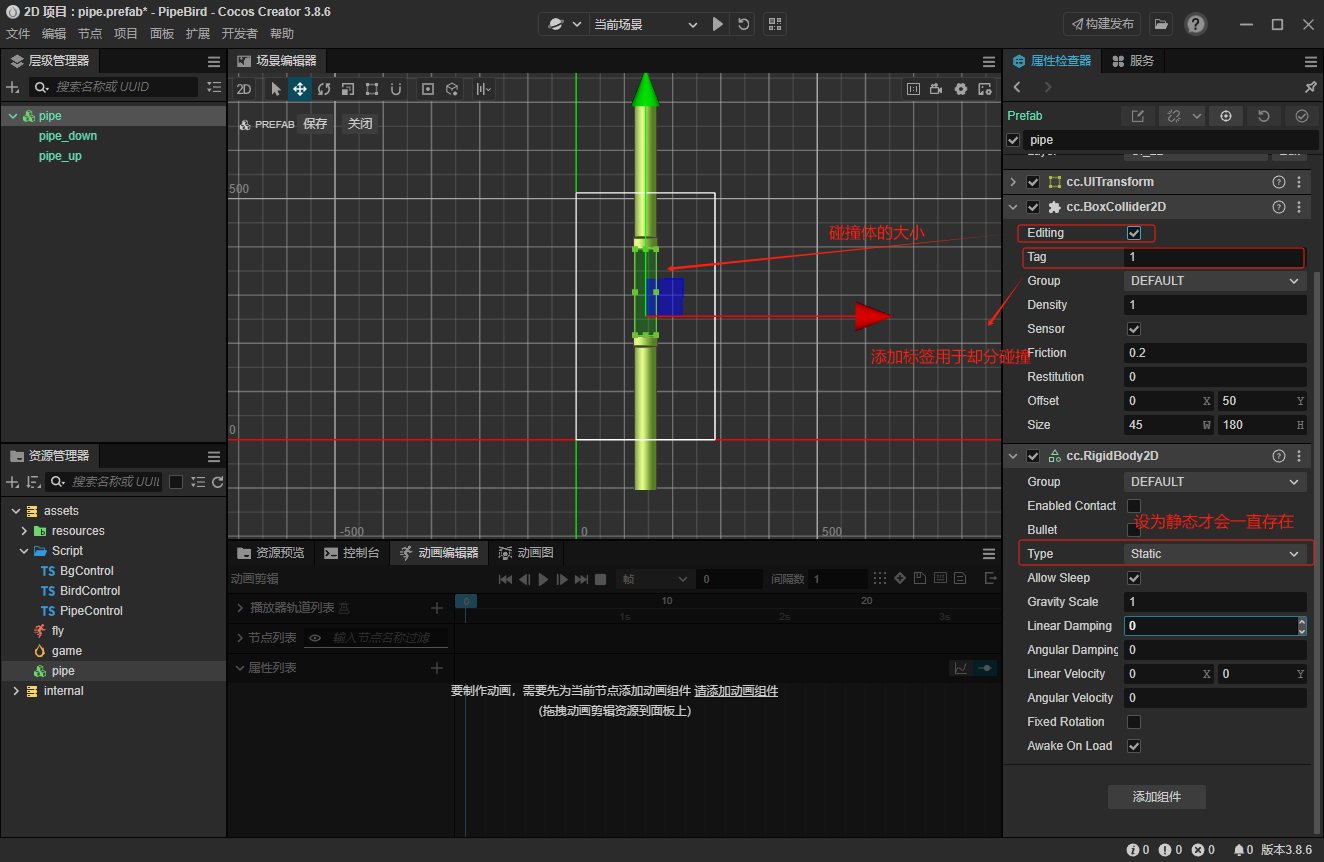 2D 项目 : pipe.prefab* - PipeBird - Cocos Creator 3.8.6
文件 编辑 节点 项目 面板 扩展 开发者 帮助
当前场景
构建发布
层级管理器
搜索名称或 UUID
pipe
pipe_down
pipe_up
场景编辑器
2D
PREFAB 保存 关闭
500
0
-500 0 500
碰撞体的大小
添加标签用于却分碰撞
资源管理器
搜索名称或 UUI
assets
resources
Script
TS BgControl
TS BirdControl
TS PipeControl
fly
game
pipe
internal
资源预览 控制台 动画编辑器 动画图
动画剪辑
帧 0 间隔数 1
播放器轨道列表
0 10 20
1s 2s 3s
节点列表 输入节点名称过滤
属性列表
要制作动画，需要先为当前节点添加动画组件 请添加动画组件
(拖拽动画剪辑资源到面板上)
属性检查器 服务
Prefab
pipe
cc.UITransform
cc.BoxCollider2D
Editing
Tag 1
Group DEFAULT
Density 1
Sensor
Friction 0.2
Restitution 0
Offset 0 X 50 Y
Size 45 W 180 H
cc.RigidBody2D
Group DEFAULT
Enabled Contact
Bullet
设为静态才会一直存在
Type Static
Allow Sleep
Gravity Scale 1
Linear Damping 0
Angular Damping 0
Linear Velocity 0 X 0 Y
Angular Velocity 0
Fixed Rotation
Awake On Load
添加组件
0 0 0 0 版本3.8.6